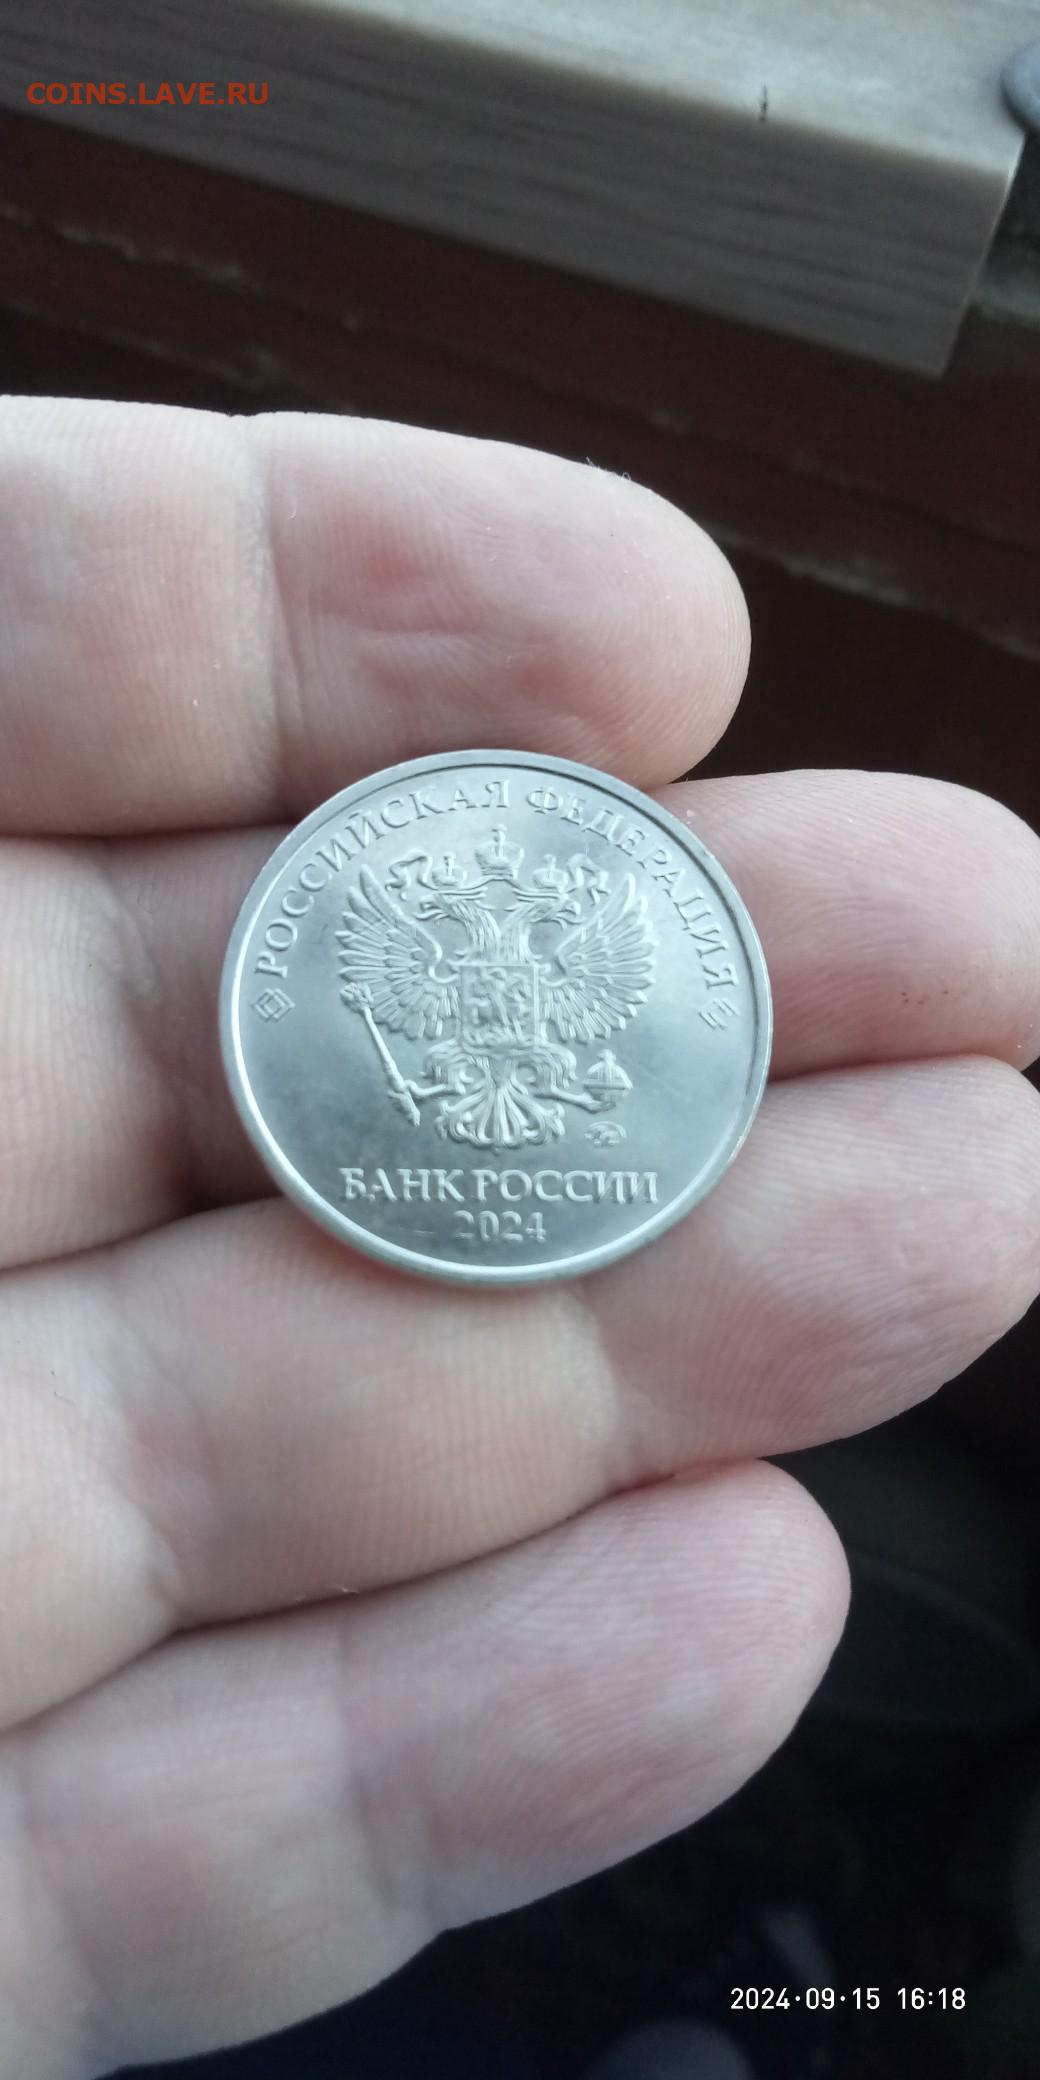 COINS.LAVE.RU
РОССИЙСКАЯ ФЕДЕРАЦИЯ
БАНК РОССИИ
2024
2024·09·15 16:18